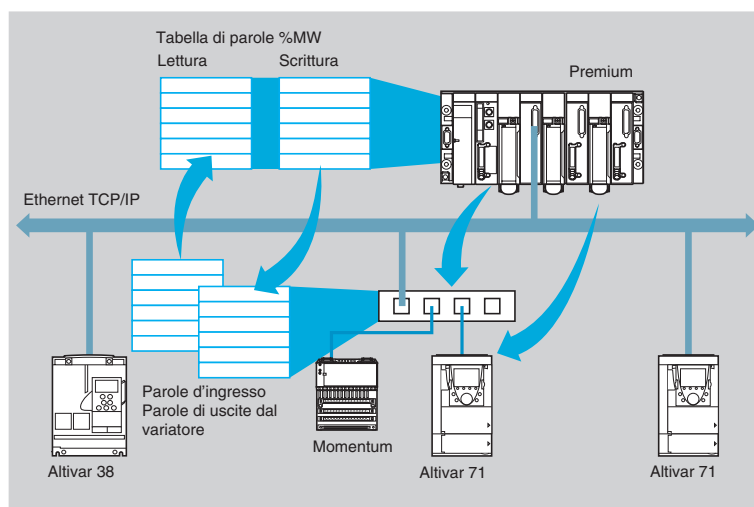 Tabella di parole %MW
Lettura
Scrittura
Premium
Ethernet TCP/IP
Parole d'ingresso
Parole di uscite dal
variatore
Momentum
Altivar 38
Altivar 71
Altivar 71